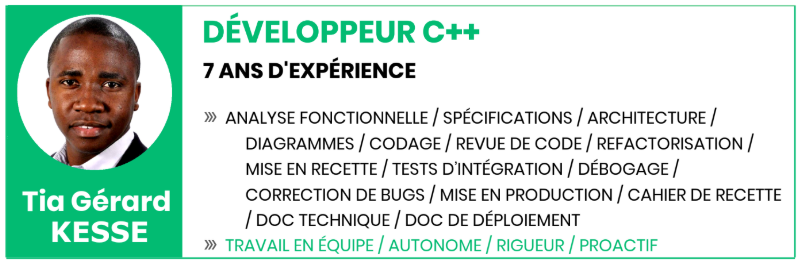 DÉVELOPPEUR C++
7 ANS D'EXPÉRIENCE
» ANALYSE FONCTIONNELLE / SPÉCIFICATIONS / ARCHITECTURE /
DIAGRAMMES / CODAGE / REVUE DE CODE / REFACTORISATION /
MISE EN RECETTE / TESTS D’INTÉGRATION / DÉBOGAGE /
CORRECTION DE BUGS / MISE EN PRODUCTION / CAHIER DE RECETTE
/ DOC TECHNIQUE / DOC DE DÉPLOIEMENT
» TRAVAIL EN ÉQUIPE / AUTONOME / RIGUEUR / PROACTIF
Tia Gérard
KESSE